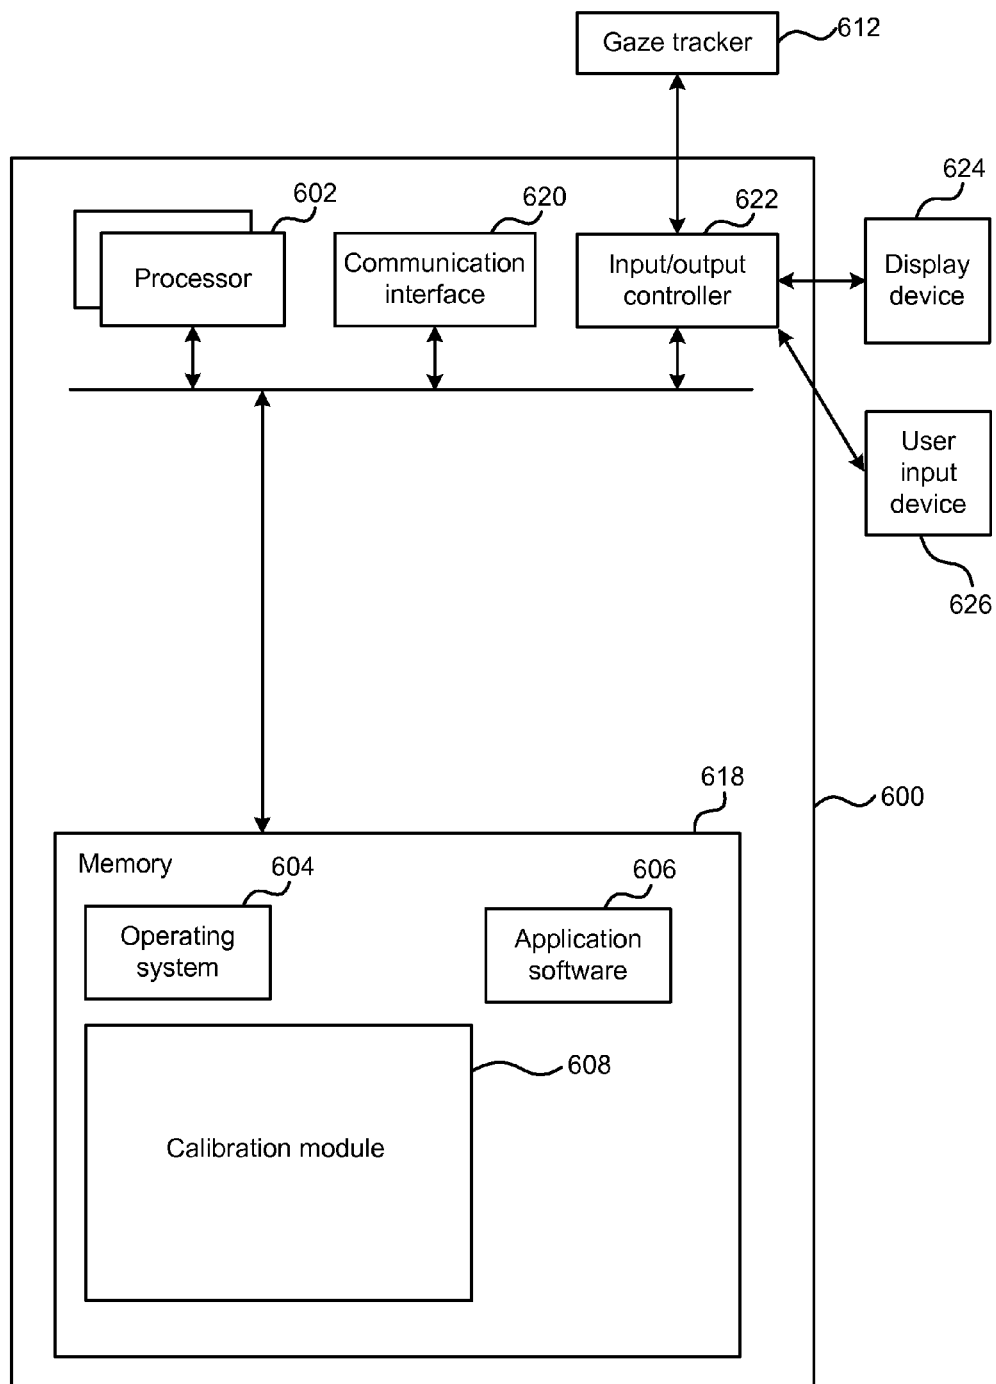 Gaze tracker
612
602
620
622
624
Processor
Communication
interface
Input/output
controller
Display
device
User
input
device
626
618
600
Memory
604
606
Operating
system
Application
software
608
Calibration module